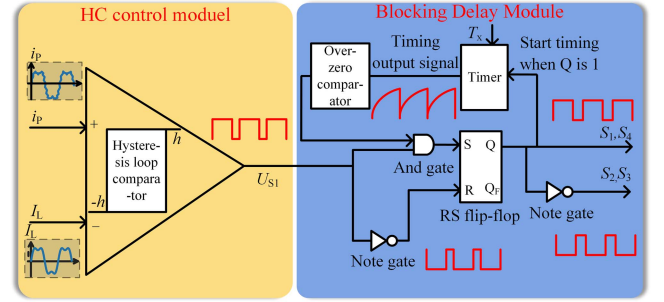 HC control moduel
Blocking Delay Module
iP
iP
+
Hystere-
sis loop
compara
-tor
h
-h
IL
−
IL
US1
Over-
zero
compar-
ator
Timing
output signal
Tx
Timer
Start timing
when Q is 1
And gate
S
Q
R
QF
RS flip-flop
Note gate
Note gate
S1,S4
S2,S3